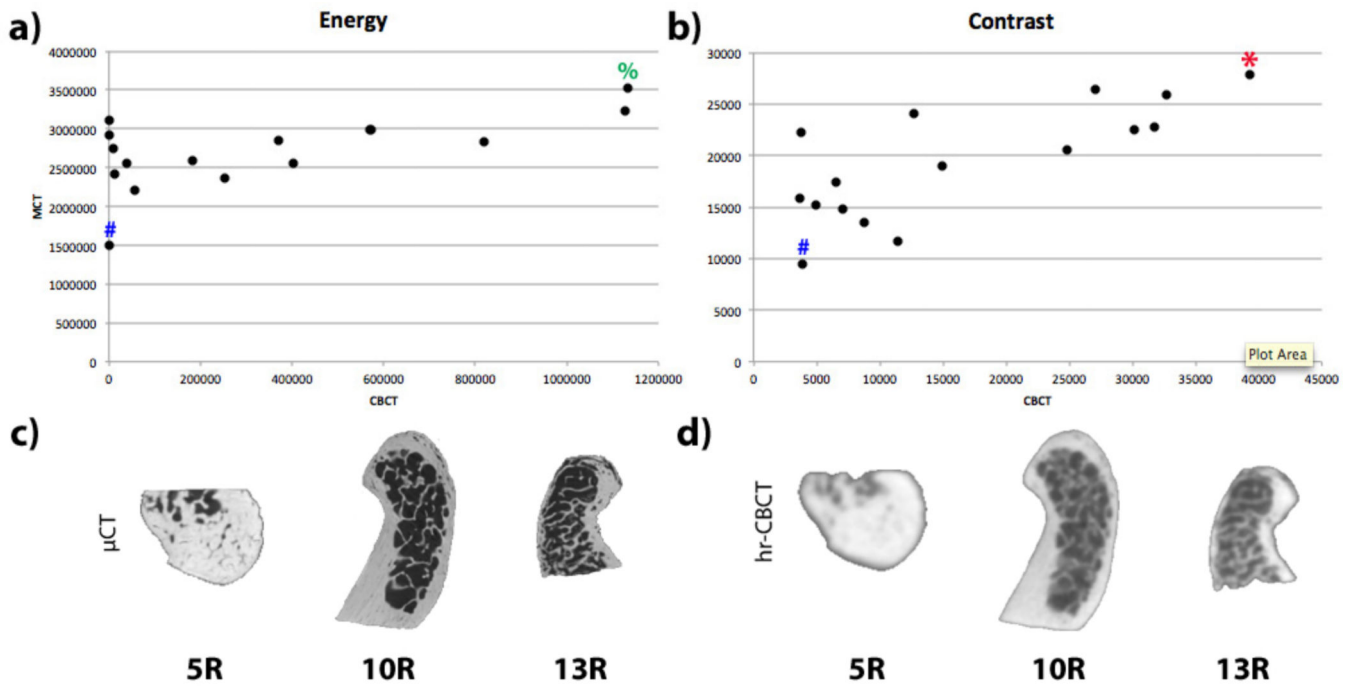 a)
Energy
4000000
3500000
3000000
2500000
2000000
1500000
1000000
500000
0
MCT
%
#
0 200000 400000 600000 800000 1000000 1200000
CBCT
b)
Contrast
30000
25000
20000
15000
10000
5000
0
*
#
Plot Area
0 5000 10000 15000 20000 25000 30000 35000 40000 45000
CBCT
c)
µCT
5R 10R 13R
d)
hr-CBCT
5R 10R 13R